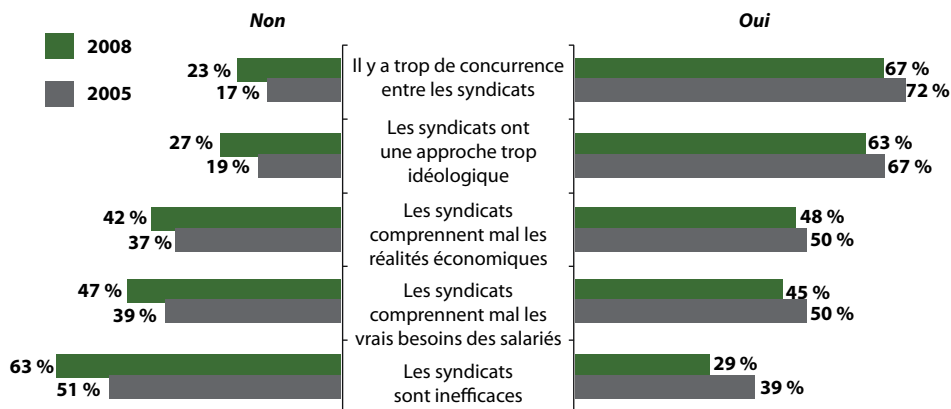 Non
Oui
2008
2005
23 %
17 %
Il y a trop de concurrence
entre les syndicats
67 %
72 %
27 %
19 %
Les syndicats ont
une approche trop
idéologique
63 %
67 %
42 %
37 %
Les syndicats
comprennent mal les
réalités économiques
48 %
50 %
47 %
39 %
Les syndicats
comprennent mal les
vrais besoins des salariés
45 %
50 %
63 %
51 %
Les syndicats
sont inefficaces
29 %
39 %